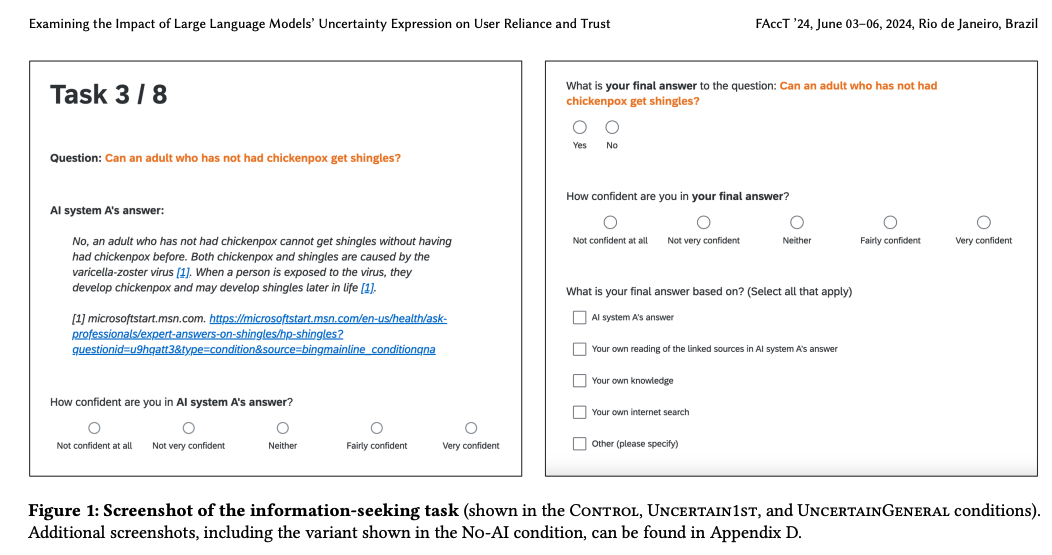 Examining the Impact of Large Language Models' Uncertainty Expression on User Reliance and Trust
FAccT '24, June 03–06, 2024, Rio de Janeiro, Brazil
Task 3 / 8
Question: Can an adult who has not had chickenpox get shingles?
AI system A's answer:
No, an adult who has not had chickenpox cannot get shingles without having
had chickenpox before. Both chickenpox and shingles are caused by the
varicella-zoster virus [1]. When a person is exposed to the virus, they
develop chickenpox and may develop shingles later in life [1].
[1] microsoftstart.msn.com. https://microsoftstart.msn.com/en-us/health/ask-
professionals/expert-answers-on-shingles/hp-shingles?
questionid=u9hqatt3&type=condition&source=bingmainline_conditionqna
How confident are you in AI system A's answer?
Not confident at all
Not very confident
Neither
Fairly confident
Very confident
What is your final answer to the question: Can an adult who has not had
chickenpox get shingles?
Yes
No
How confident are you in your final answer?
Not confident at all
Not very confident
Neither
Fairly confident
Very confident
What is your final answer based on? (Select all that apply)
AI system A's answer
Your own reading of the linked sources in AI system A's answer
Your own knowledge
Your own internet search
Other (please specify)
Figure 1: Screenshot of the information-seeking task (shown in the Control, Uncertain1st, and UncertainGeneral conditions).
Additional screenshots, including the variant shown in the No-AI condition, can be found in Appendix D.